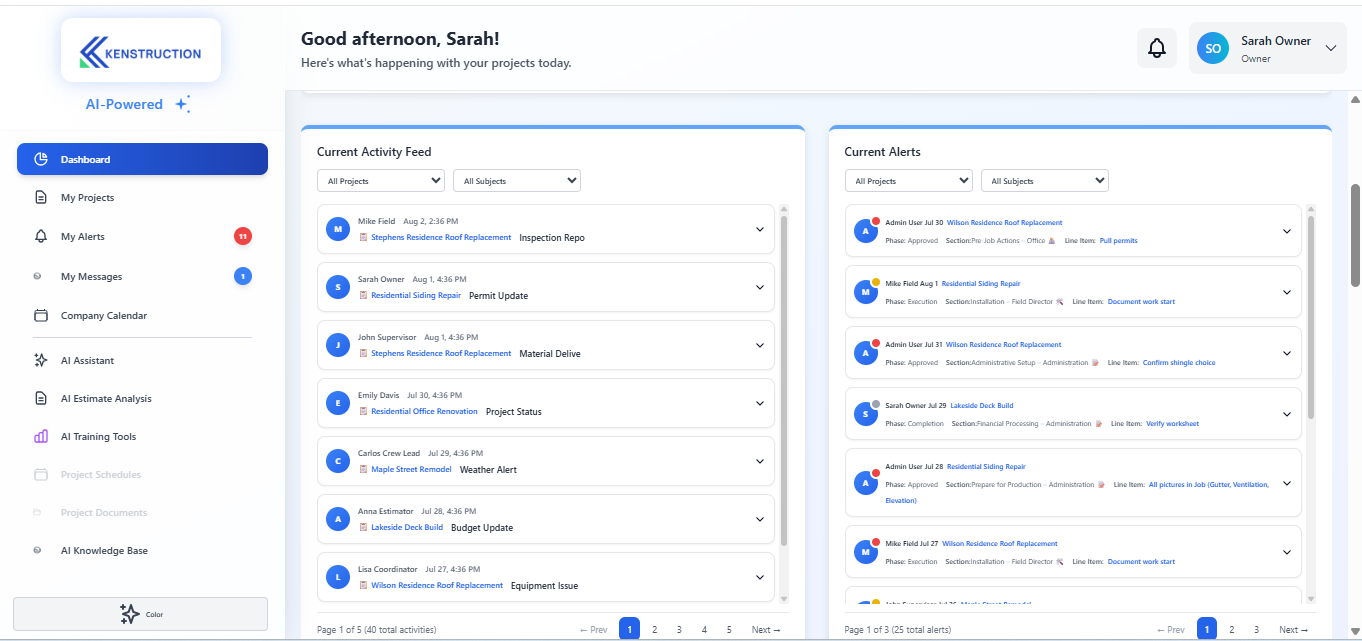 KENSTRUCTION
AI-Powered
Dashboard
My Projects
My Alerts 11
My Messages 1
Company Calendar
AI Assistant
AI Estimate Analysis
AI Training Tools
Project Schedules
Project Documents
AI Knowledge Base
Color
Good afternoon, Sarah!
Here's what's happening with your projects today.
SO
Sarah Owner
Owner
Current Activity Feed
All Projects All Subjects
M Mike Field Aug 2, 2:36 PM
Stephens Residence Roof Replacement Inspection Repo
S Sarah Owner Aug 1, 4:36 PM
Residential Siding Repair Permit Update
J John Supervisor Aug 1, 4:36 PM
Stephens Residence Roof Replacement Material Delive
E Emily Davis Jul 30, 4:36 PM
Residential Office Renovation Project Status
C Carlos Crew Lead Jul 29, 4:36 PM
Maple Street Remodel Weather Alert
A Anna Estimator Jul 28, 4:36 PM
Lakeside Deck Build Budget Update
L Lisa Coordinator Jul 27, 4:36 PM
Wilson Residence Roof Replacement Equipment Issue
Page 1 of 5 (40 total activities) ← Prev 1 2 3 4 5 Next →
Current Alerts
All Projects All Subjects
A Admin User Jul 30 Wilson Residence Roof Replacement
Phase: Approved Section:Pre Job Actions - Office Line Item: Pull permits
M Mike Field Aug 1 Residential Siding Repair
Phase: Execution Section:Installation - Field Director Line Item: Document work start
A Admin User Jul 31 Wilson Residence Roof Replacement
Phase: Approved Section:Administrative Setup - Administration Line Item: Confirm shingle choice
S Sarah Owner Jul 29 Lakeside Deck Build
Phase: Completion Section:Financial Processing - Administration Line Item: Verify worksheet
A Admin User Jul 28 Residential Siding Repair
Phase: Approved Section:Prepare for Production - Administration Line Item: All pictures in Job (Gutter, Ventilation,
Elevation)
M Mike Field Jul 27 Wilson Residence Roof Replacement
Phase: Execution Section:Installation - Field Director Line Item: Document work start
Page 1 of 3 (25 total alerts) ← Prev 1 2 3 Next →